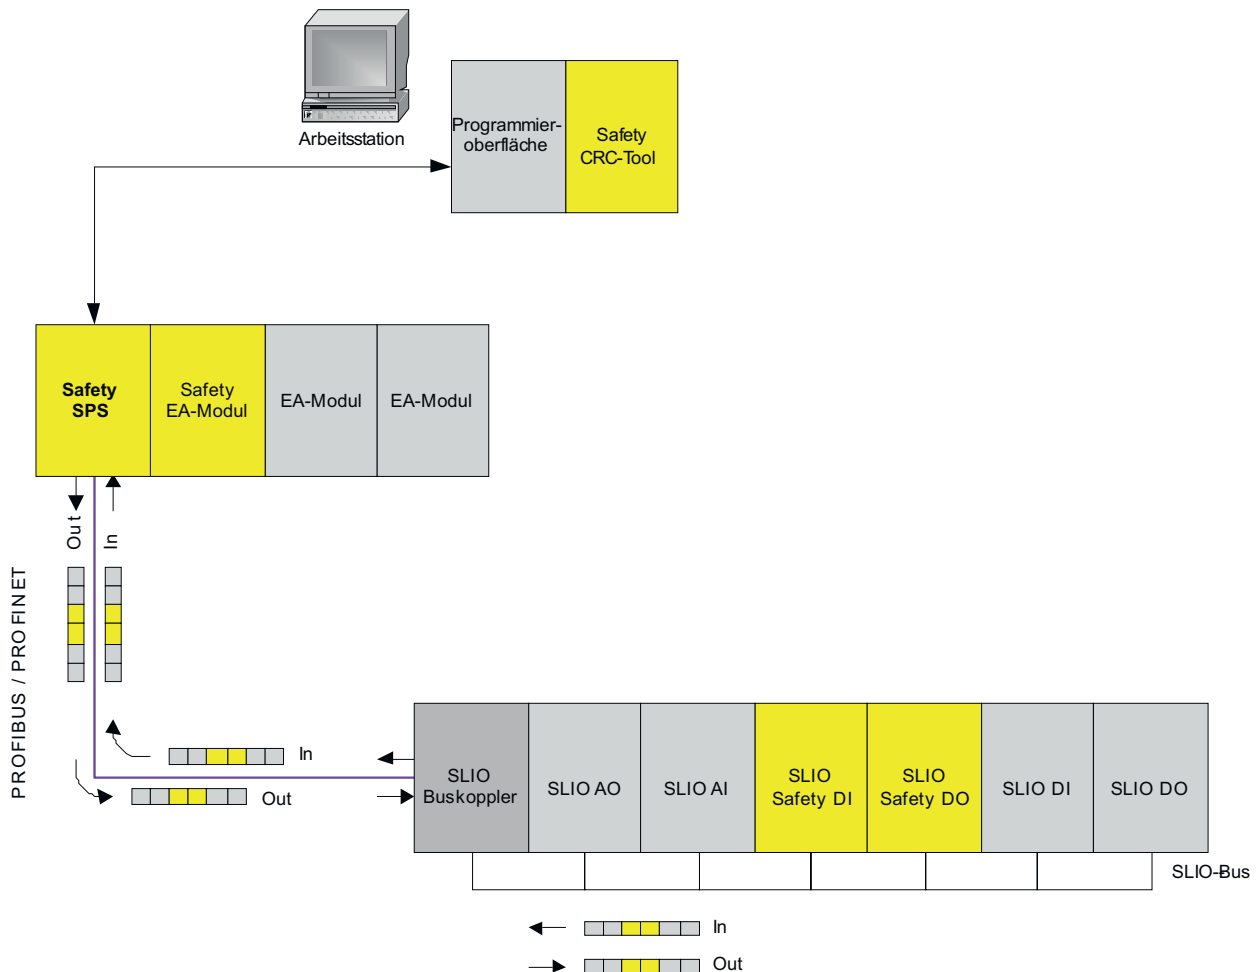 Arbeitsstation
Programmier-
oberfläche
Safety
CRC-Tool
Safety
SPS
Safety
EA-Modul
EA-Modul
EA-Modul
Out
In
PROFIBUS / PROFINET
In
Out
SLIO
Buskoppler
SLIO AO
SLIO AI
SLIO
Safety DI
SLIO
Safety DO
SLIO DI
SLIO DO
SLIO-Bus
In
Out